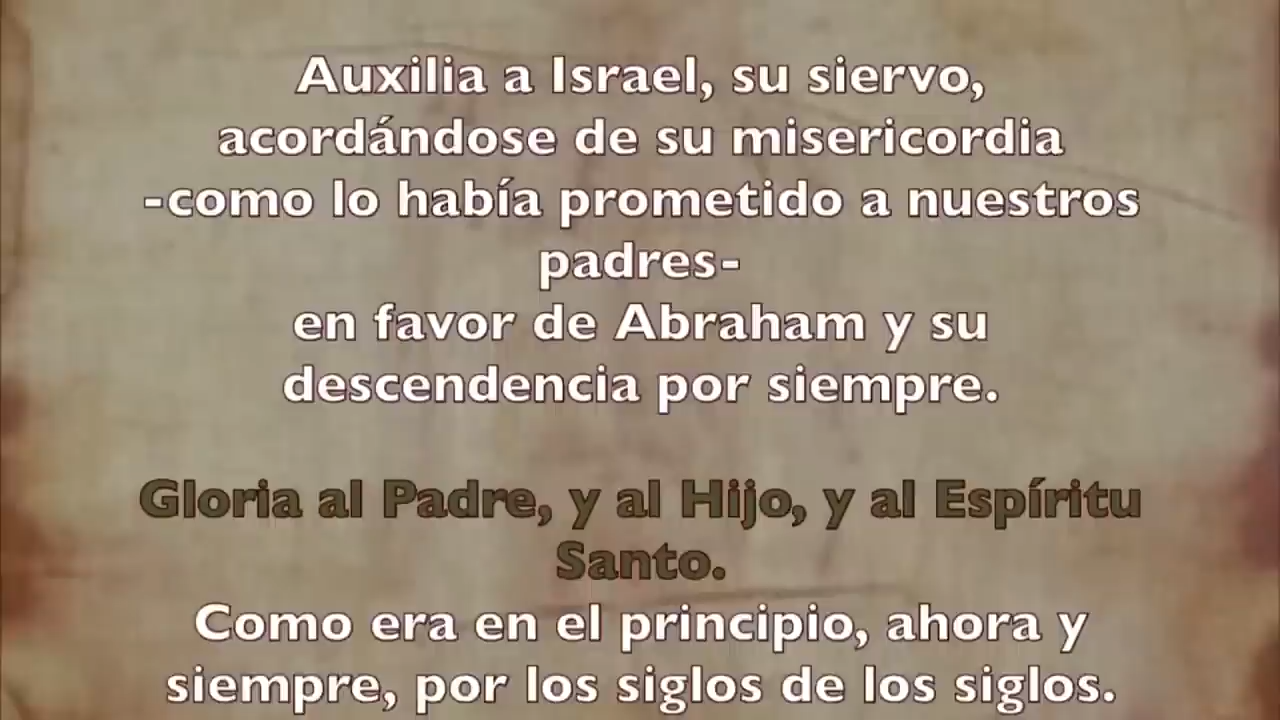 Auxilia a Israel, su siervo,
acordándose de su misericordia
-como lo había prometido a nuestros
padres-
en favor de Abraham y su
descendencia por siempre.
Gloria al Padre, y al Hijo, y al Espíritu
Santo.
Como era en el principio, ahora y
siempre, por los siglos de los siglos.